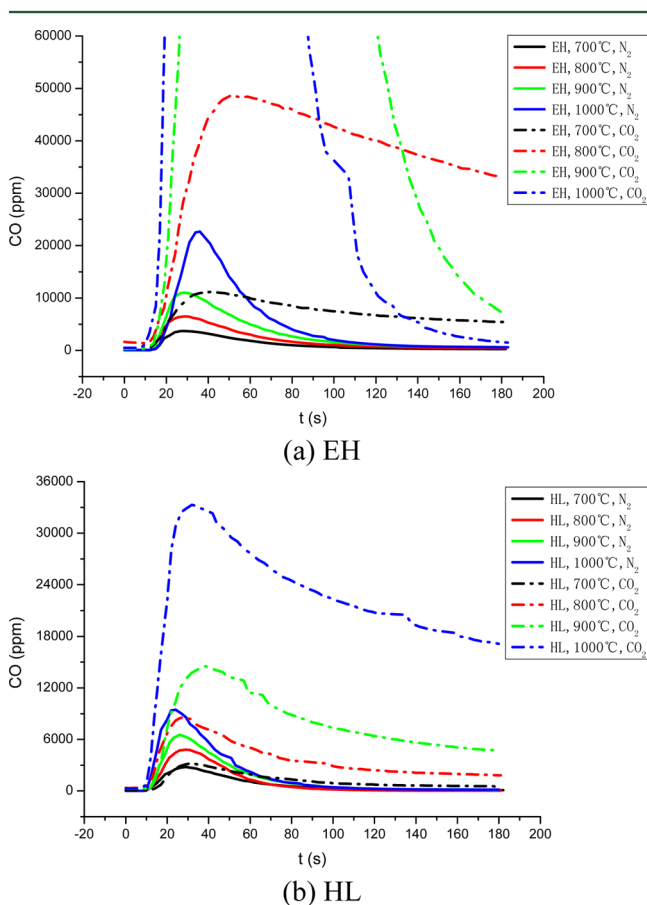 60000
50000
40000
30000
20000
10000
0
CO (ppm)
-20 0 20 40 60 80 100 120 140 160 180 200
t (s)
EH, 700℃, N₂
EH, 800℃, N₂
EH, 900℃, N₂
EH, 1000℃, N₂
EH, 700℃, CO₂
EH, 800℃, CO₂
EH, 900℃, CO₂
EH, 1000℃, CO₂
(a) EH
36000
30000
24000
18000
12000
6000
0
CO (ppm)
-20 0 20 40 60 80 100 120 140 160 180 200
t (s)
HL, 700℃, N₂
HL, 800℃, N₂
HL, 900℃, N₂
HL, 1000℃, N₂
HL, 700℃, CO₂
HL, 800℃, CO₂
HL, 900℃, CO₂
HL, 1000℃, CO₂
(b) HL